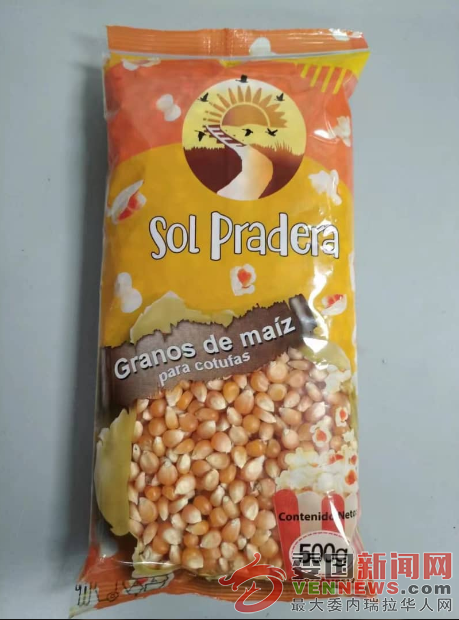 Sol Pradera
Granos de maíz
para cotufas
Contenido Neto:
500g
委国新闻网
VENNEWS.COM
最大委内瑞拉华人网